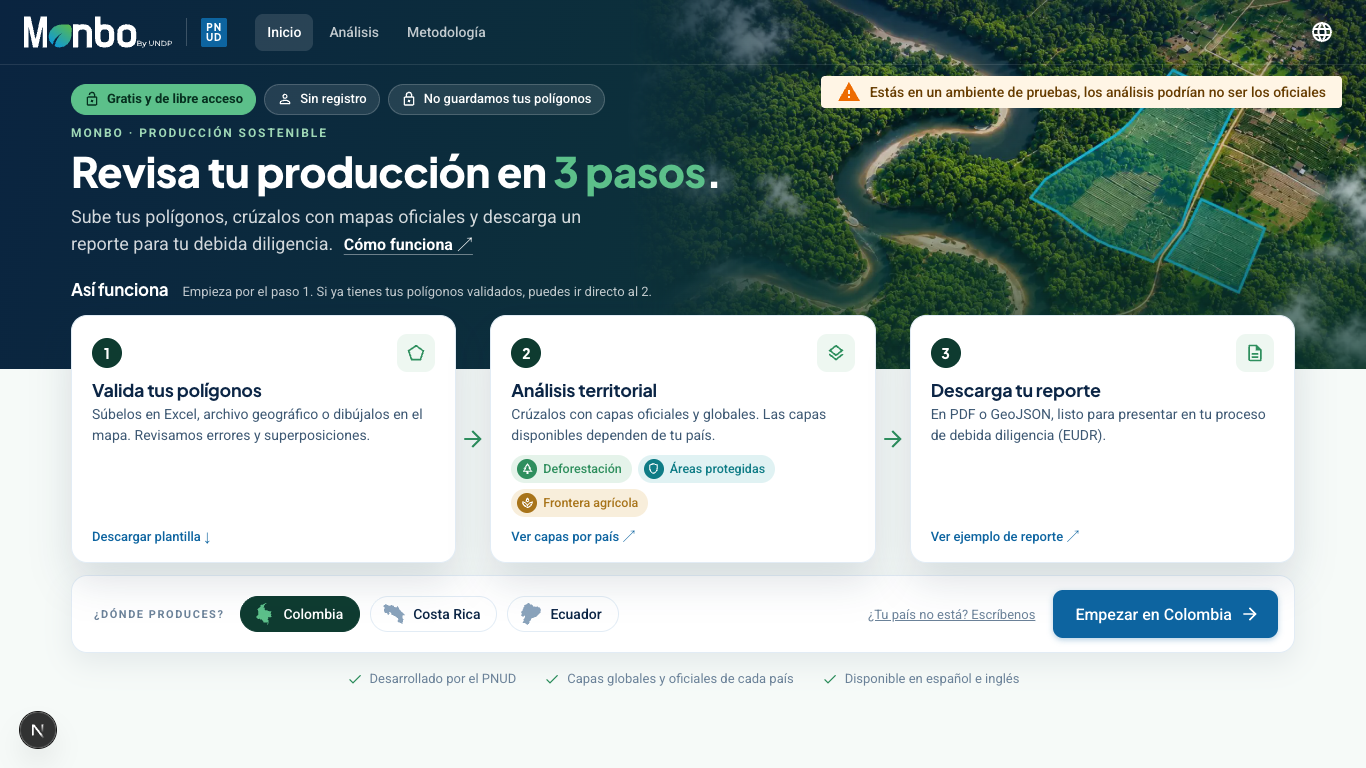 Monbo By UNDP
PN
UD
Inicio
Análisis
Metodología
Estás en un ambiente de pruebas, los análisis podrían no ser los oficiales
Gratis y de libre acceso
Sin registro
No guardamos tus polígonos
MONBO · PRODUCCIÓN SOSTENIBLE
Revisa tu producción en 3 pasos.
Sube tus polígonos, crúzalos con mapas oficiales y descarga un
reporte para tu debida diligencia. Cómo funciona ↗
Así funciona
Empieza por el paso 1. Si ya tienes tus polígonos validados, puedes ir directo al 2.
1
Valida tus polígonos
Súbelos en Excel, archivo geográfico o dibújalos en el
mapa. Revisamos errores y superposiciones.
Descargar plantilla ↓
2
Análisis territorial
Crúzalos con capas oficiales y globales. Las capas
disponibles dependen de tu país.
Deforestación
Áreas protegidas
Frontera agrícola
Ver capas por país ↗
3
Descarga tu reporte
En PDF o GeoJSON, listo para presentar en tu proceso
de debida diligencia (EUDR).
Ver ejemplo de reporte ↗
¿DÓNDE PRODUCES?
Colombia
Costa Rica
Ecuador
¿Tu país no está? Escríbenos
Empezar en Colombia →
Desarrollado por el PNUD
Capas globales y oficiales de cada país
Disponible en español e inglés
N